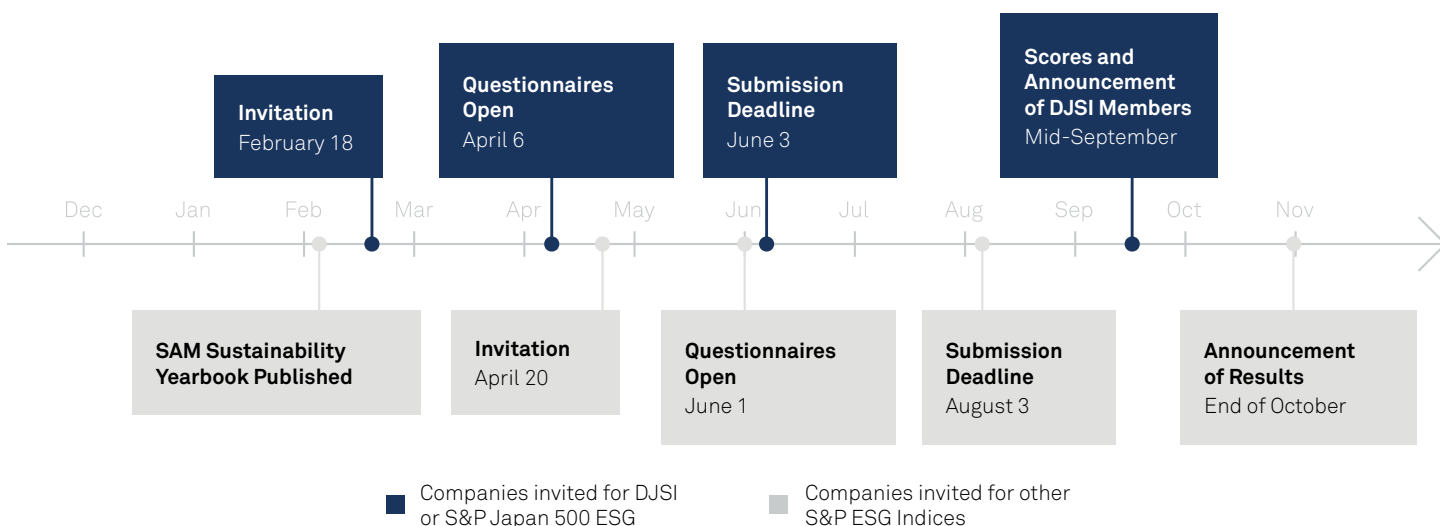 Invitation
February 18
Questionnaires
Open
April 6
Submission
Deadline
June 3
Scores and
Announcement
of DJSI Members
Mid-September
Dec Jan Feb Mar Apr May Jun Jul Aug Sep Oct Nov
SAM Sustainability
Yearbook Published
Invitation
April 20
Questionnaires
Open
June 1
Submission
Deadline
August 3
Announcement
of Results
End of October
Companies invited for DJSI
or S&P Japan 500 ESG
Companies invited for other
S&P ESG Indices